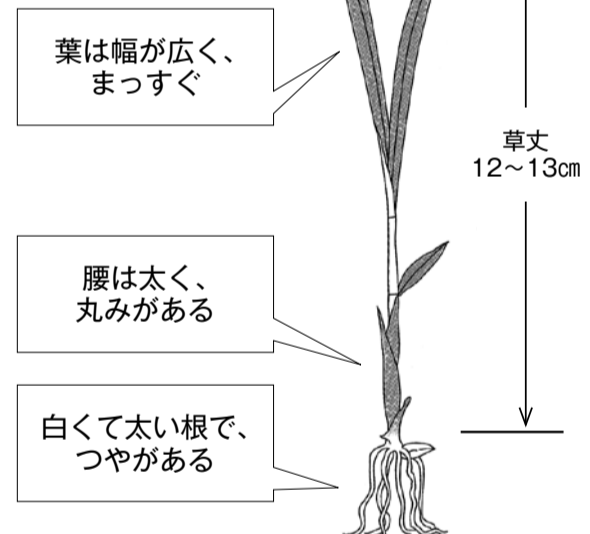 葉は幅が広く、
まっすぐ
草丈
12〜13㎝
腰は太く、
丸みがある
白くて太い根で、
つやがある